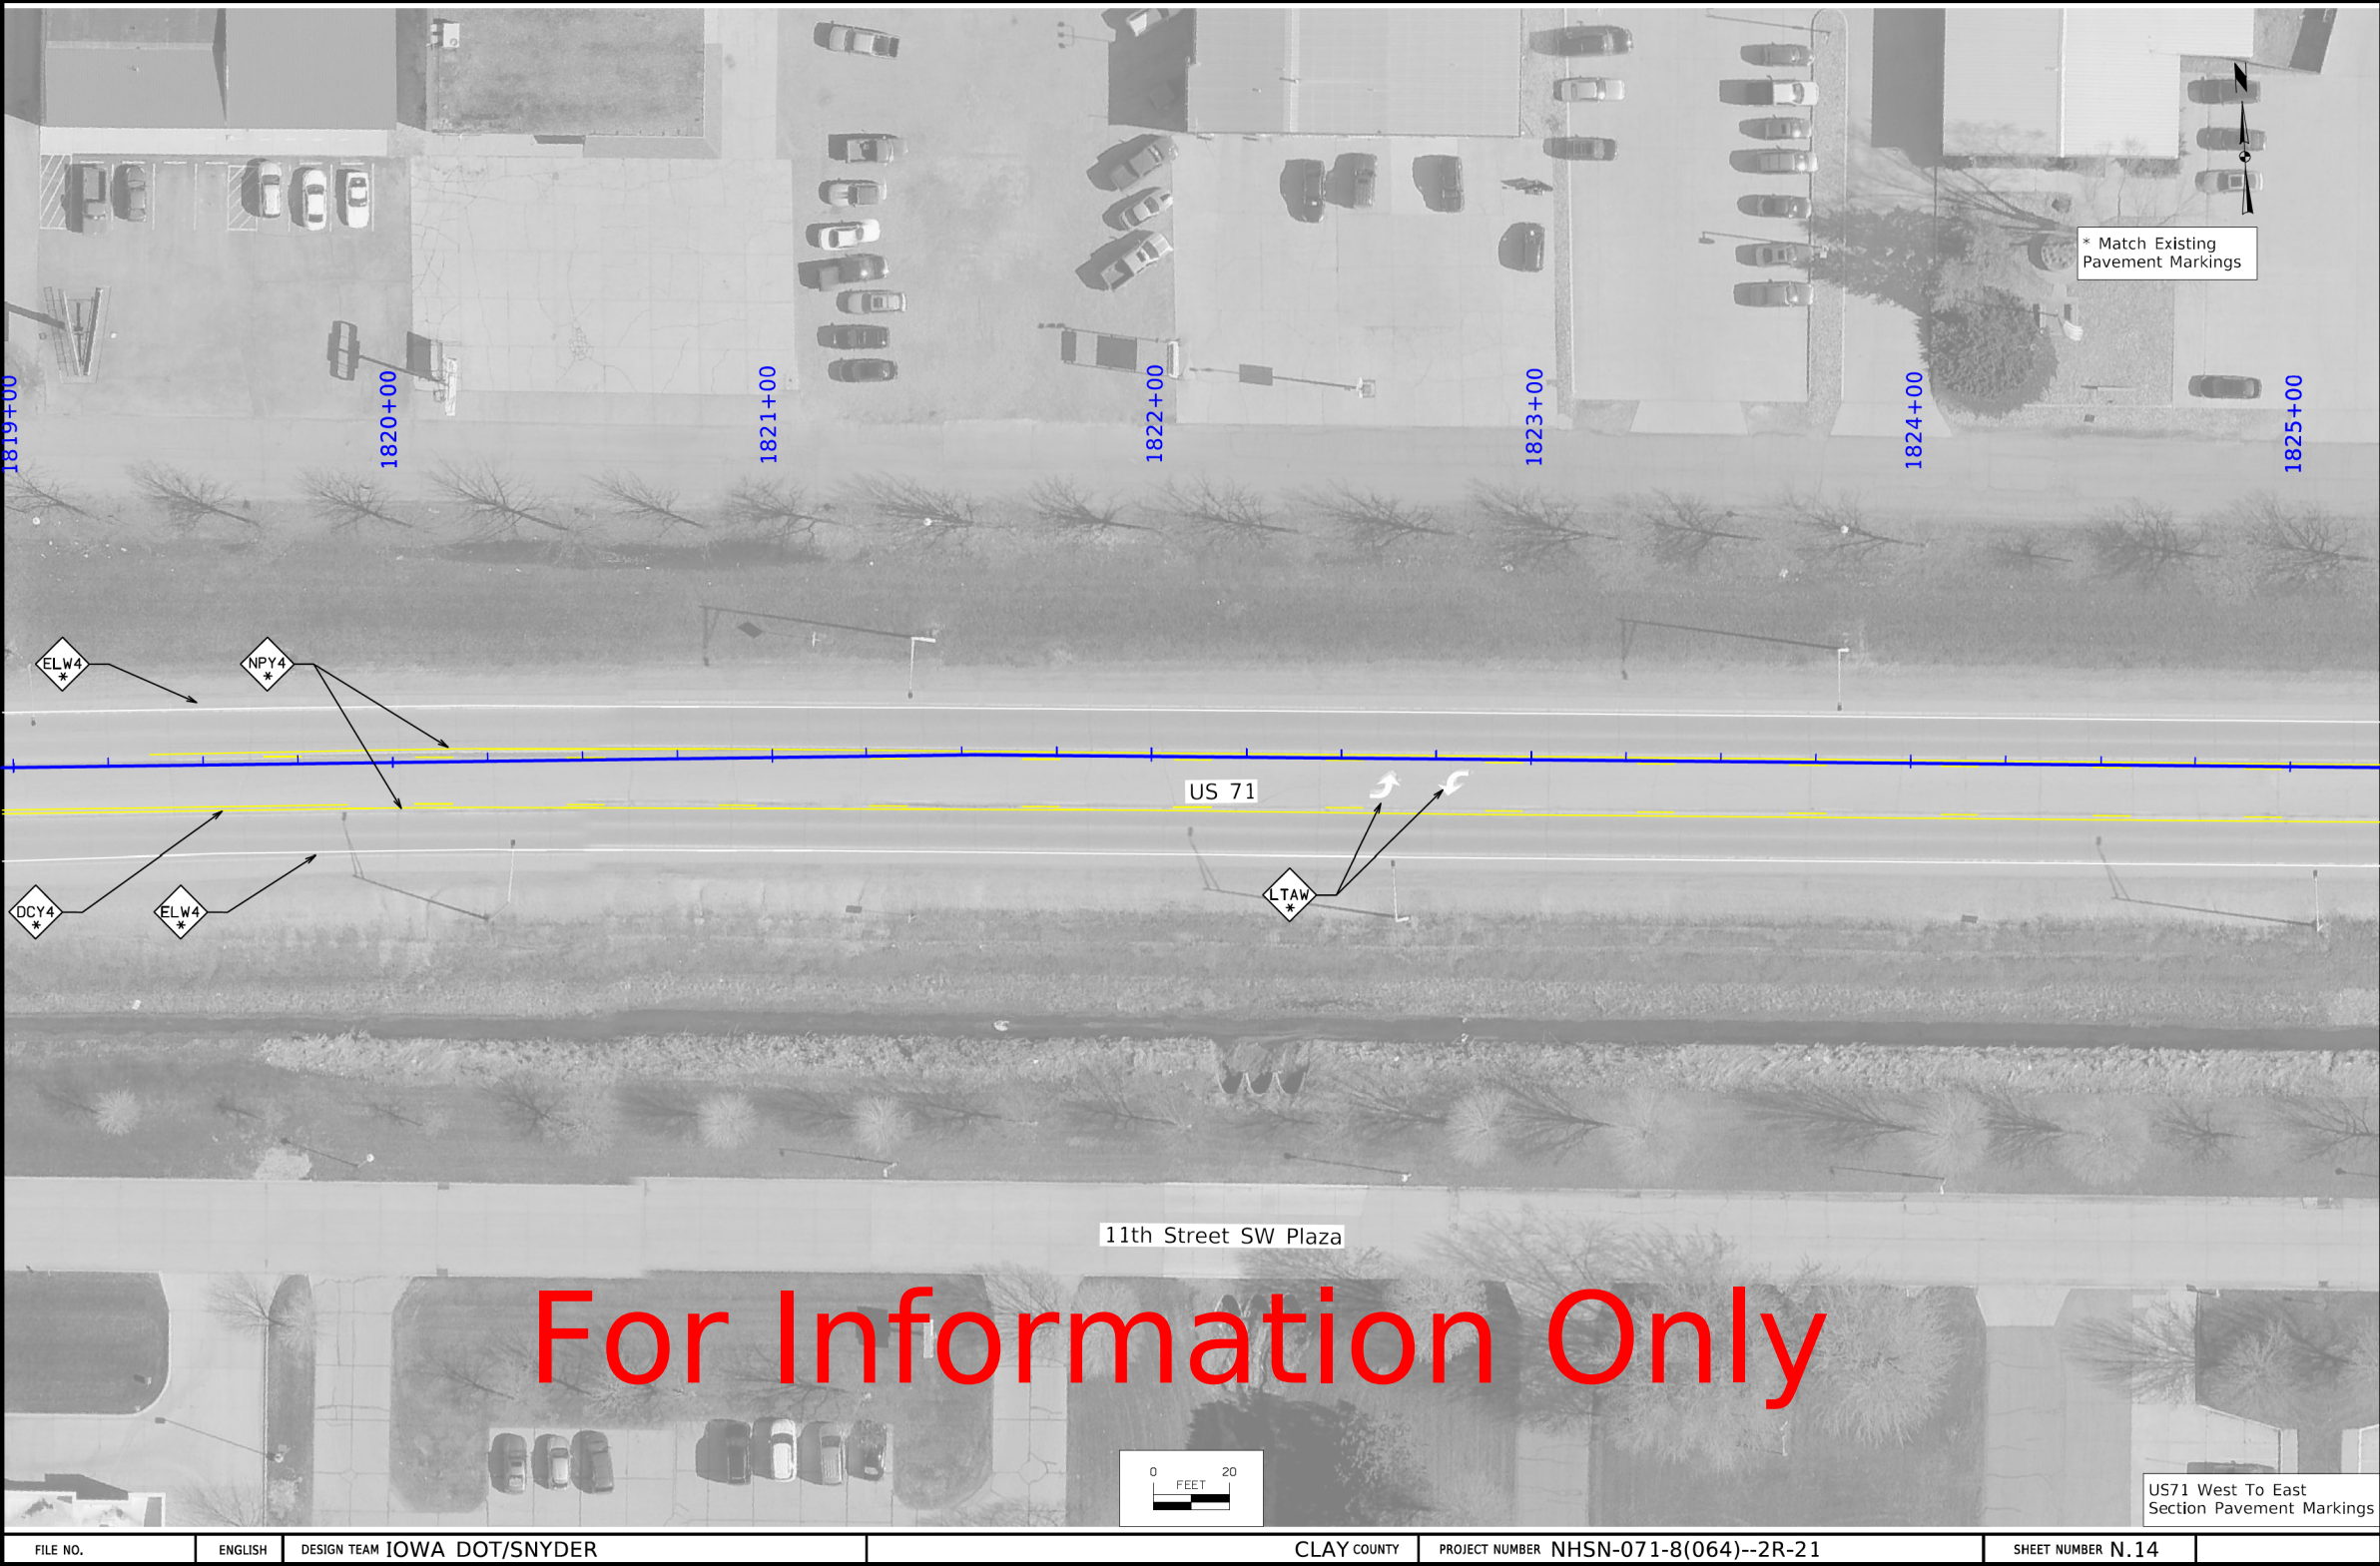 N
* Match Existing
Pavement Markings
1819+00
1820+00
1821+00
1822+00
1823+00
1824+00
1825+00
ELW4
*
NPY4
*
US 71
LTAW
*
DCY4
*
ELW4
*
11th Street SW Plaza
For Information Only
0 20
FEET
US71 West To East
Section Pavement Markings
FILE NO. ENGLISH DESIGN TEAM IOWA DOT/SNYDER CLAY COUNTY PROJECT NUMBER NHSN-071-8(064)--2R-21 SHEET NUMBER N.14